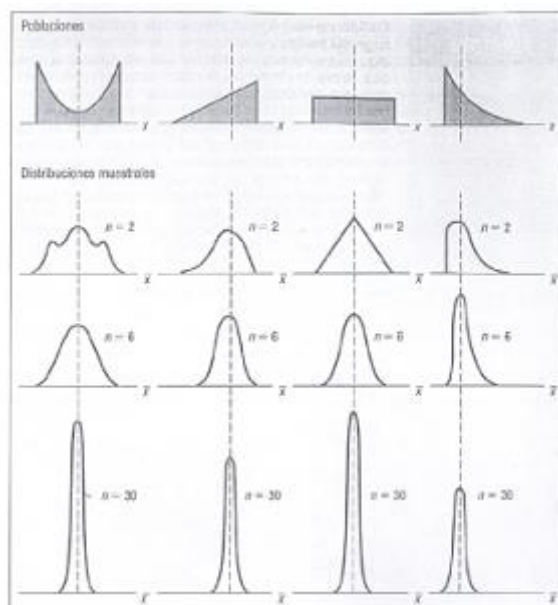 Poblaciones
x x x x
Distribuciones muestrales
n = 2 n = 2 n = 2 n = 2
x̄ x̄ x̄ x̄
n = 6 n = 6 n = 6 n = 6
x̄ x̄ x̄ x̄
n = 30 n = 30 n = 30 n = 30
x̄ x̄ x̄ x̄